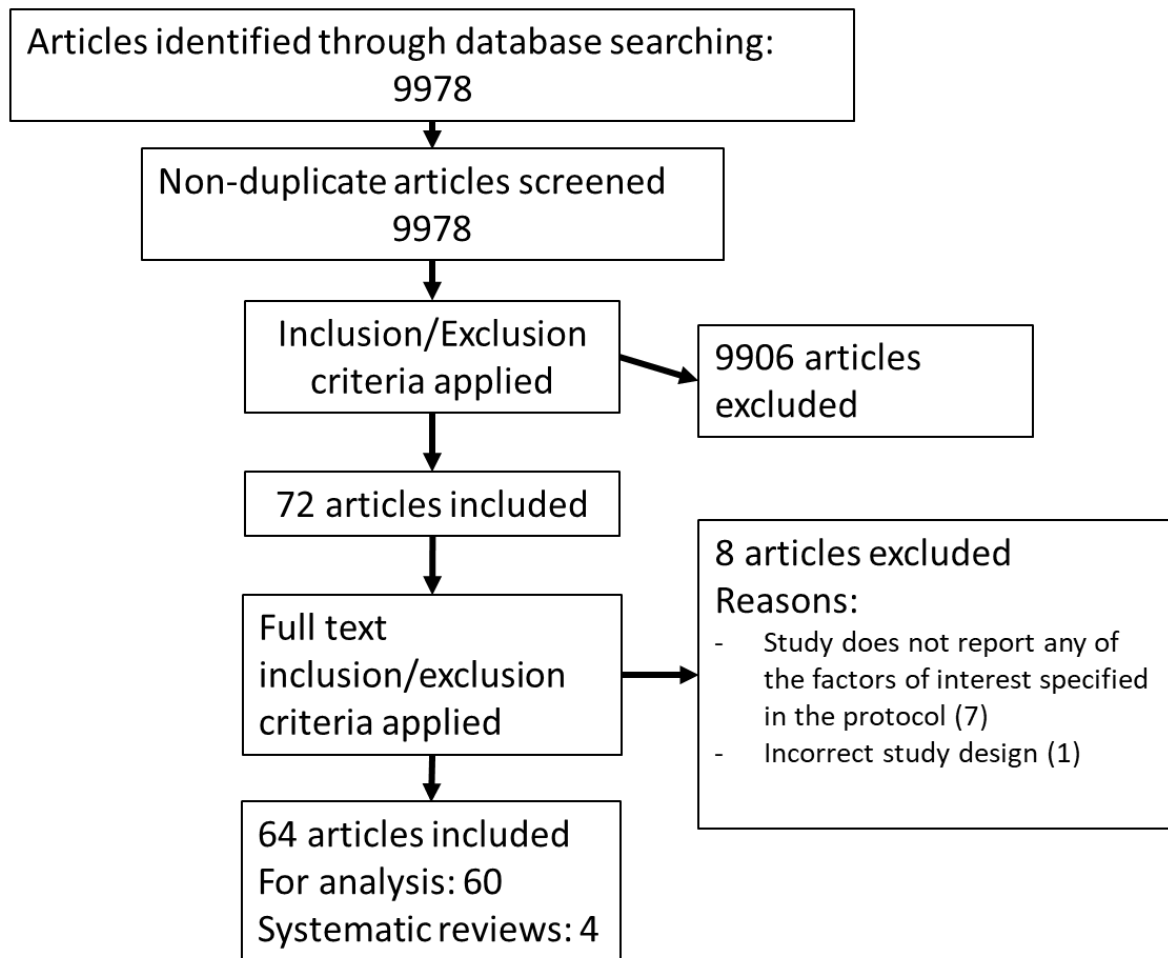 Articles identified through database searching:
9978
Non-duplicate articles screened
9978
Inclusion/Exclusion
criteria applied
9906 articles
excluded
72 articles included
8 articles excluded
Reasons:
- Study does not report any of
the factors of interest specified
in the protocol (7)
- Incorrect study design (1)
Full text
inclusion/exclusion
criteria applied
64 articles included
For analysis: 60
Systematic reviews: 4